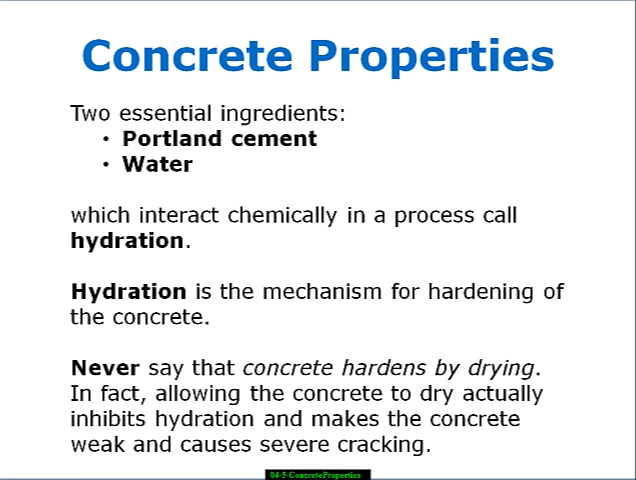 Concrete Properties
Two essential ingredients:
• Portland cement
• Water
which interact chemically in a process call
hydration.
Hydration is the mechanism for hardening of
the concrete.
Never say that concrete hardens by drying.
In fact, allowing the concrete to dry actually
inhibits hydration and makes the concrete
weak and causes severe cracking.
04-5-ConcreteProperties